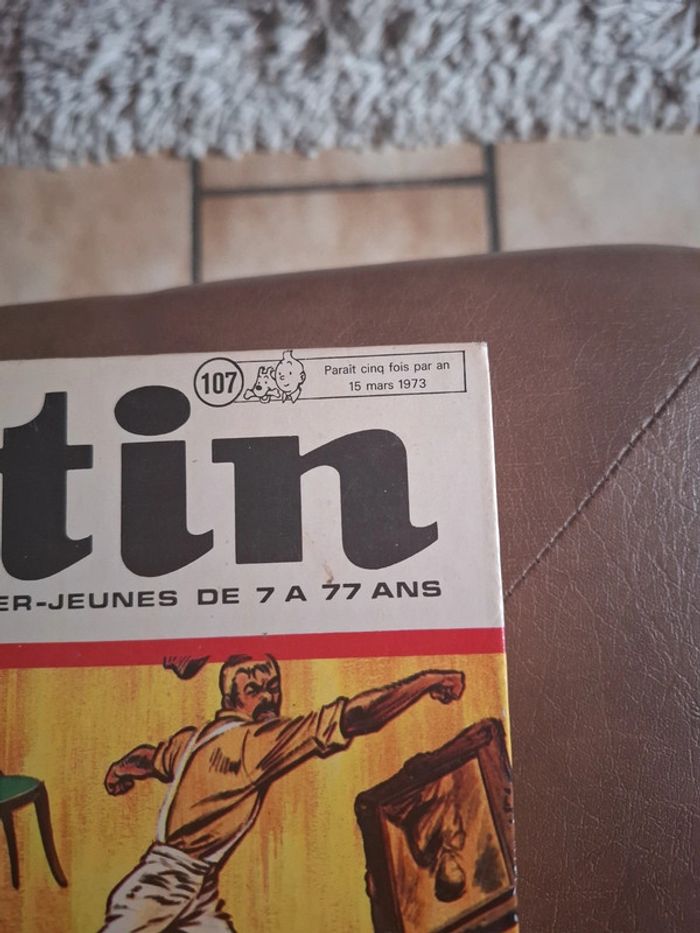 107
Paraît cinq fois par an
15 mars 1973
tin
ER-JEUNES DE 7 A 77 ANS